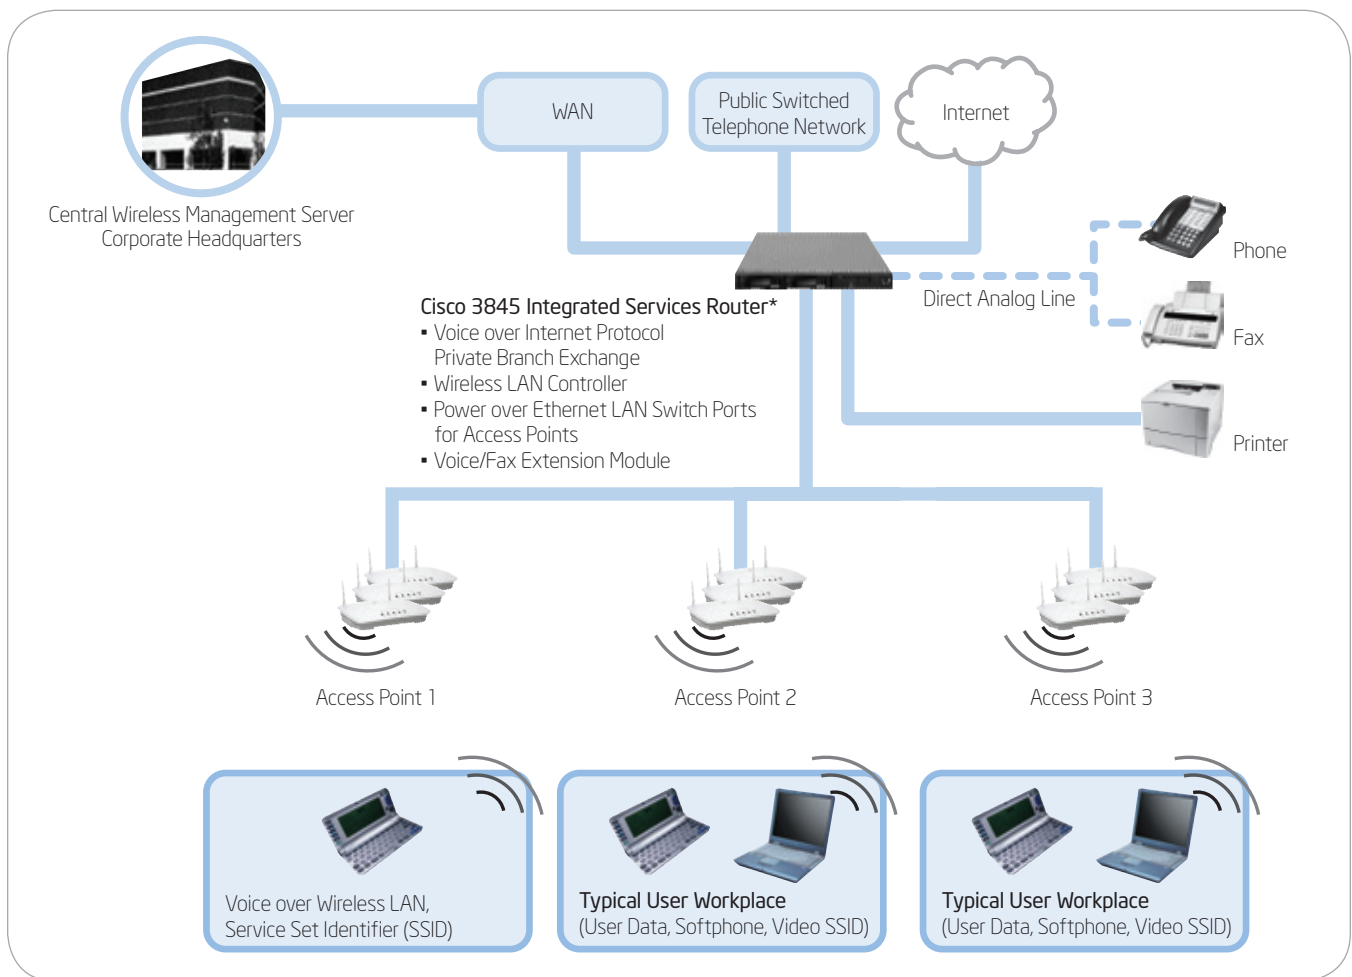 WAN
Public Switched
Telephone Network
Internet
Central Wireless Management Server
Corporate Headquarters
Phone
Direct Analog Line
Fax
Cisco 3845 Integrated Services Router*
▪ Voice over Internet Protocol
Private Branch Exchange
▪ Wireless LAN Controller
▪ Power over Ethernet LAN Switch Ports
for Access Points
▪ Voice/Fax Extension Module
Printer
Access Point 1
Access Point 2
Access Point 3
Voice over Wireless LAN,
Service Set Identifier (SSID)
Typical User Workplace
(User Data, Softphone, Video SSID)
Typical User Workplace
(User Data, Softphone, Video SSID)